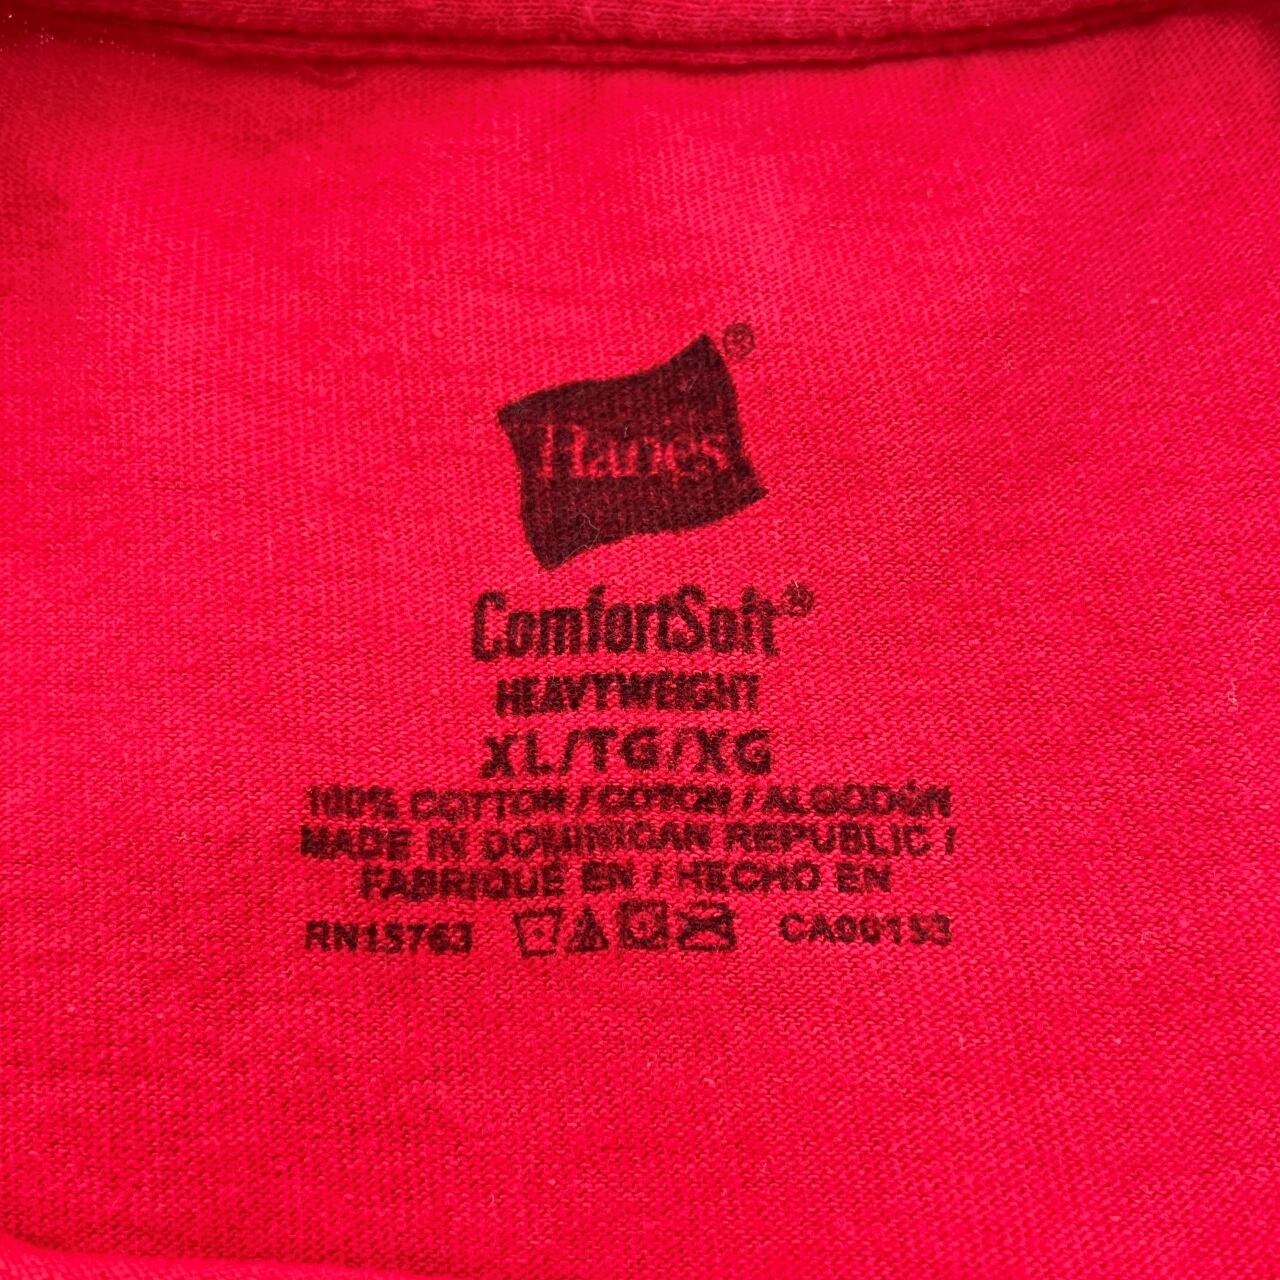 Hanes®
ComfortSoft®
HEAVYWEIGHT
XL/TG/XG
100% COTTON / COTON / ALGODÓN
MADE IN DOMINICAN REPUBLIC /
FABRIQUÉ EN / HECHO EN
RN15763 CA00153